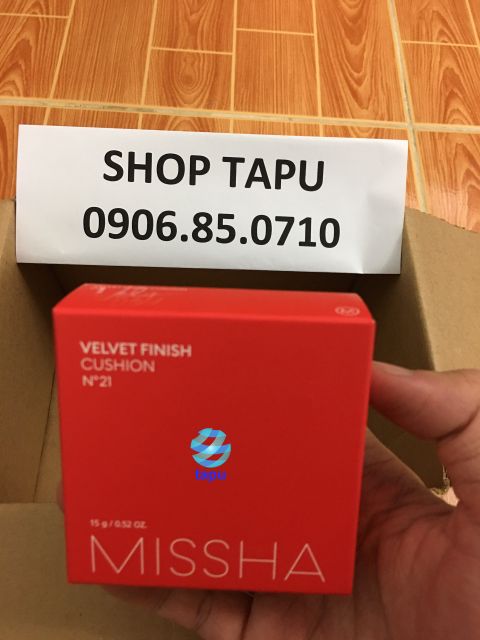 SHOP TAPU
0906.85.0710
VELVET FINISH
CUSHION
N°21
tapu
15 g / 0.52 OZ.
MISSHA